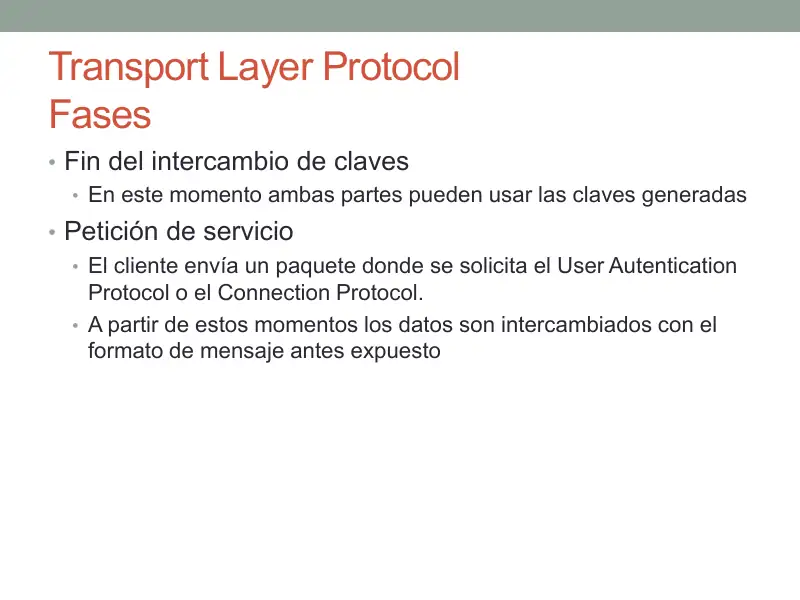 Transport Layer Protocol
Fases
• Fin del intercambio de claves
• En este momento ambas partes pueden usar las claves generadas
• Petición de servicio
• El cliente envía un paquete donde se solicita el User Autentication
Protocol o el Connection Protocol.
• A partir de estos momentos los datos son intercambiados con el
formato de mensaje antes expuesto